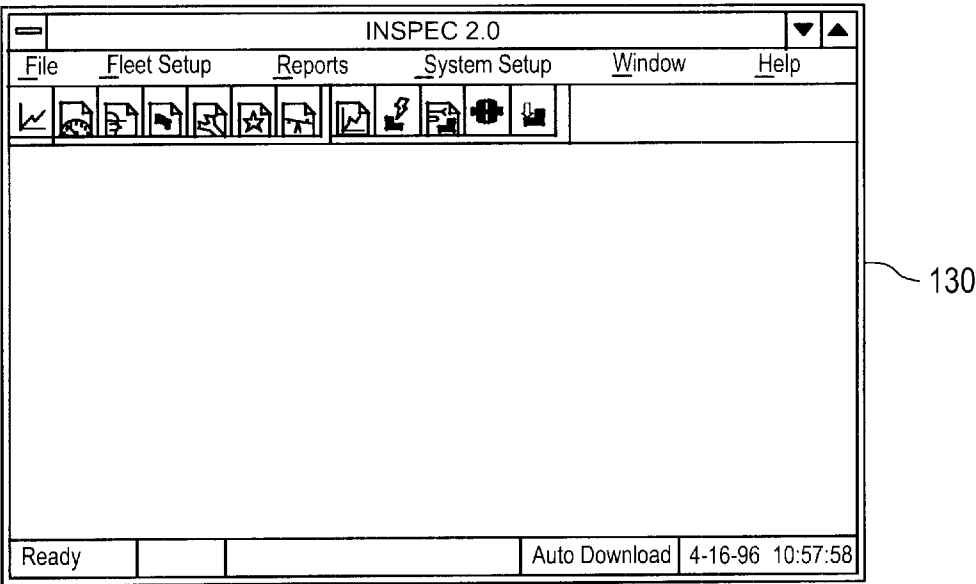 INSPEC 2.0
File Fleet Setup Reports System Setup Window Help
130
Ready Auto Download 4-16-96 10:57:58